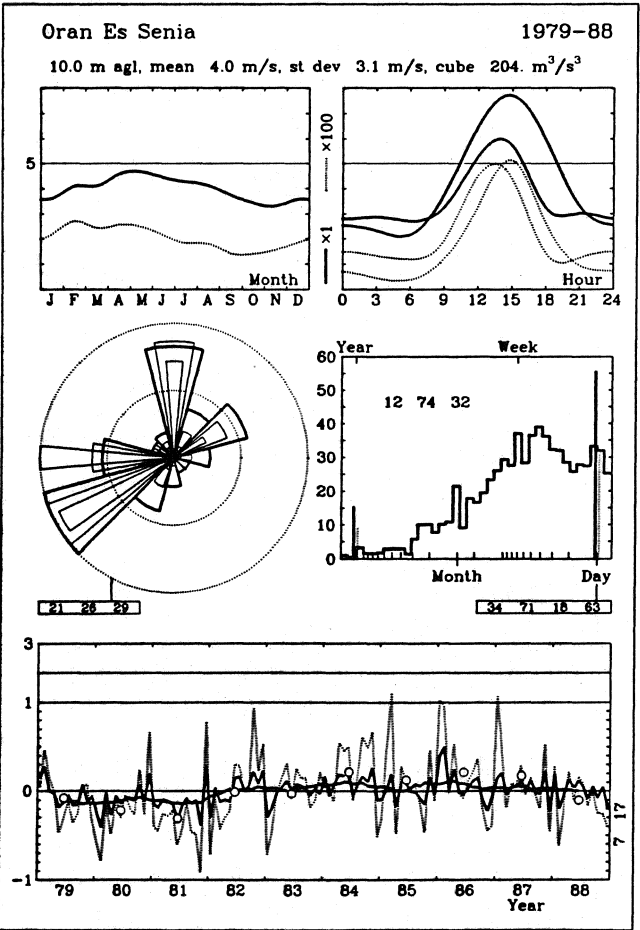 Oran Es Senia 1979-88
10.0 m agl, mean 4.0 m/s, st dev 3.1 m/s, cube 204. m³/s³
5
×1 ×100
Month
J F M A M J J A S O N D
Hour
0 3 6 9 12 15 18 21 24
Year Week
60
50
40
30
20
10
0
12 74 32
Month Day
21 26 29
34 71 18 63
3
1
0
-1
17
7
79 80 81 82 83 84 85 86 87 88
Year